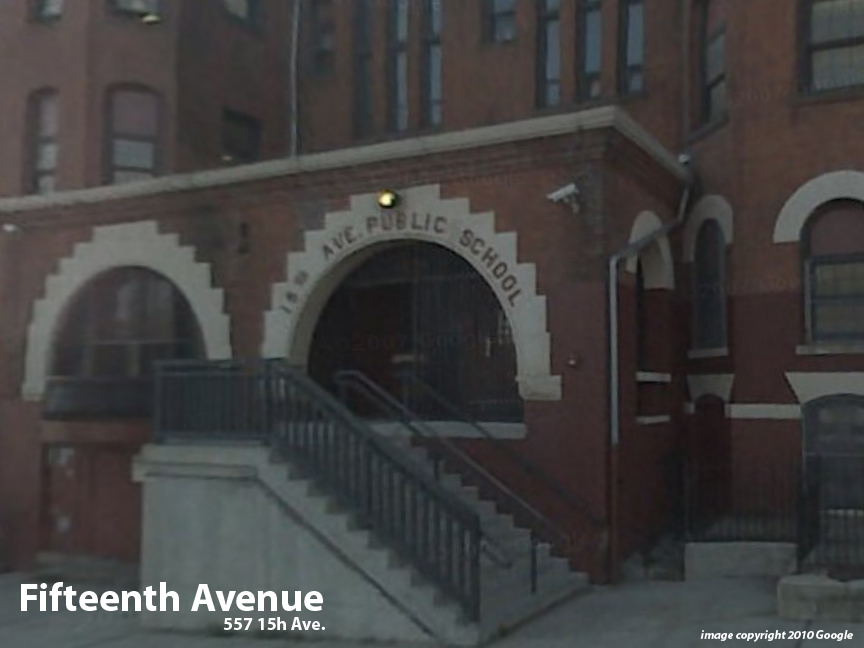 15th AVE. PUBLIC SCHOOL
Fifteenth Avenue
557 15h Ave.
image copyright 2010 Google